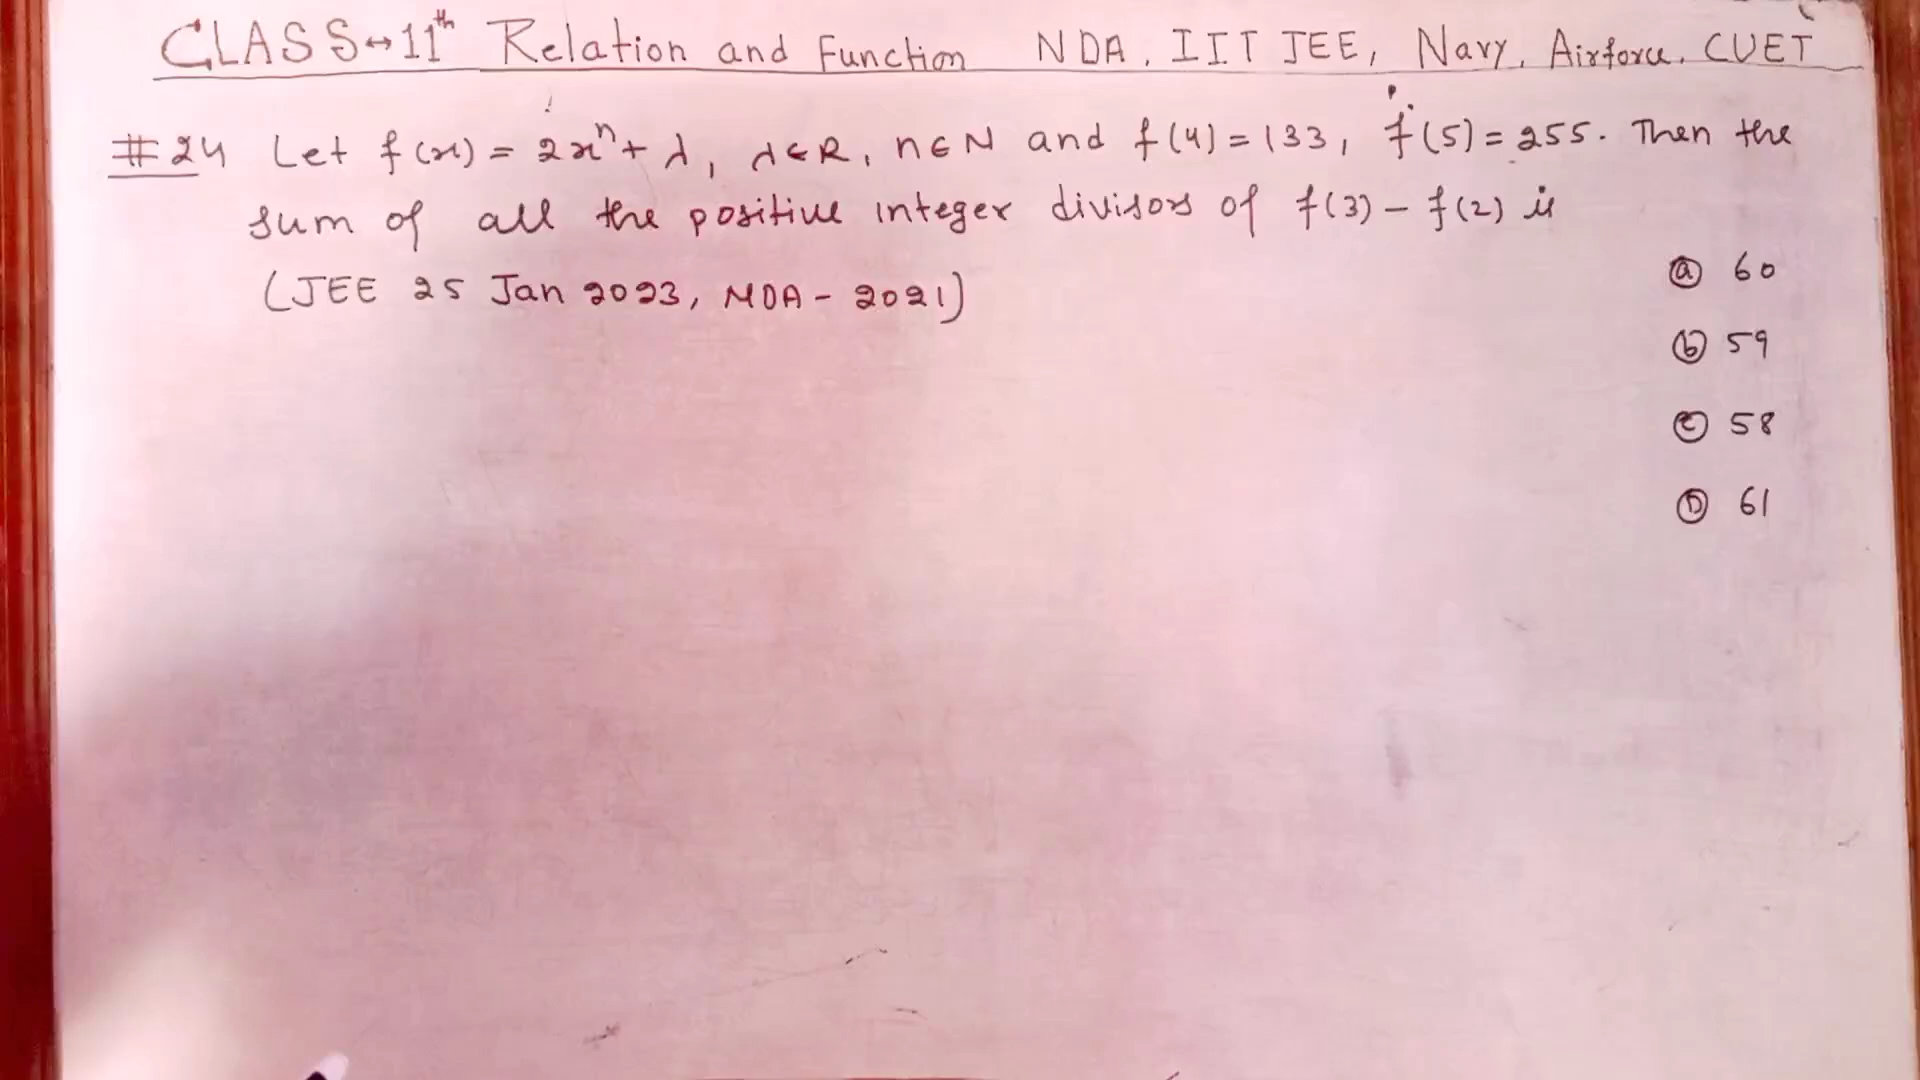 CLASS↔11th Relation and Function NDA, IIT JEE, Navy, Airforce, CUET
#24 Let f(x) = 2xⁿ + λ, λ∈R, n∈N and f(4) = 133, f(5) = 255. Then the
sum of all the positive integer divisors of f(3) - f(2) is
(JEE 25 Jan 2023, NDA - 2021)
ⓐ 60
ⓑ 59
ⓒ 58
Ⓓ 61